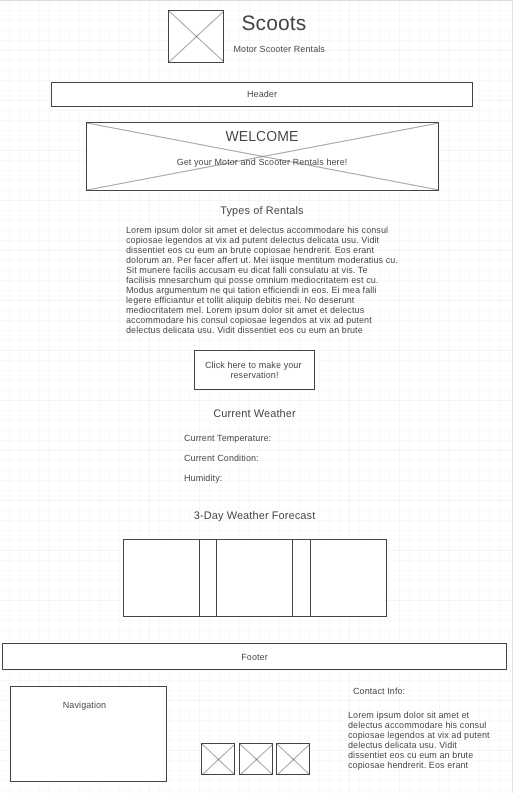 Scoots
Motor Scooter Rentals
Header
WELCOME
Get your Motor and Scooter Rentals here!
Types of Rentals
Lorem ipsum dolor sit amet et delectus accommodare his consul
copiosae legendos at vix ad putent delectus delicata usu. Vidit
dissentiet eos cu eum an brute copiosae hendrerit. Eos erant
dolorum an. Per facer affert ut. Mei iisque mentitum moderatius cu.
Sit munere facilis accusam eu dicat falli consulatu at vis. Te
facilisis mnesarchum qui posse omnium mediocritatem est cu.
Modus argumentum ne qui tation efficiendi in eos. Ei mea falli
legere efficiantur et tollit aliquip debitis mei. No deserunt
mediocritatem mel. Lorem ipsum dolor sit amet et delectus
accommodare his consul copiosae legendos at vix ad putent
delectus delicata usu. Vidit dissentiet eos cu eum an brute
Click here to make your
reservation!
Current Weather
Current Temperature:
Current Condition:
Humidity:
3-Day Weather Forecast
Footer
Navigation
Contact Info:
Lorem ipsum dolor sit amet et
delectus accommodare his consul
copiosae legendos at vix ad putent
delectus delicata usu. Vidit
dissentiet eos cu eum an brute
copiosae hendrerit. Eos erant